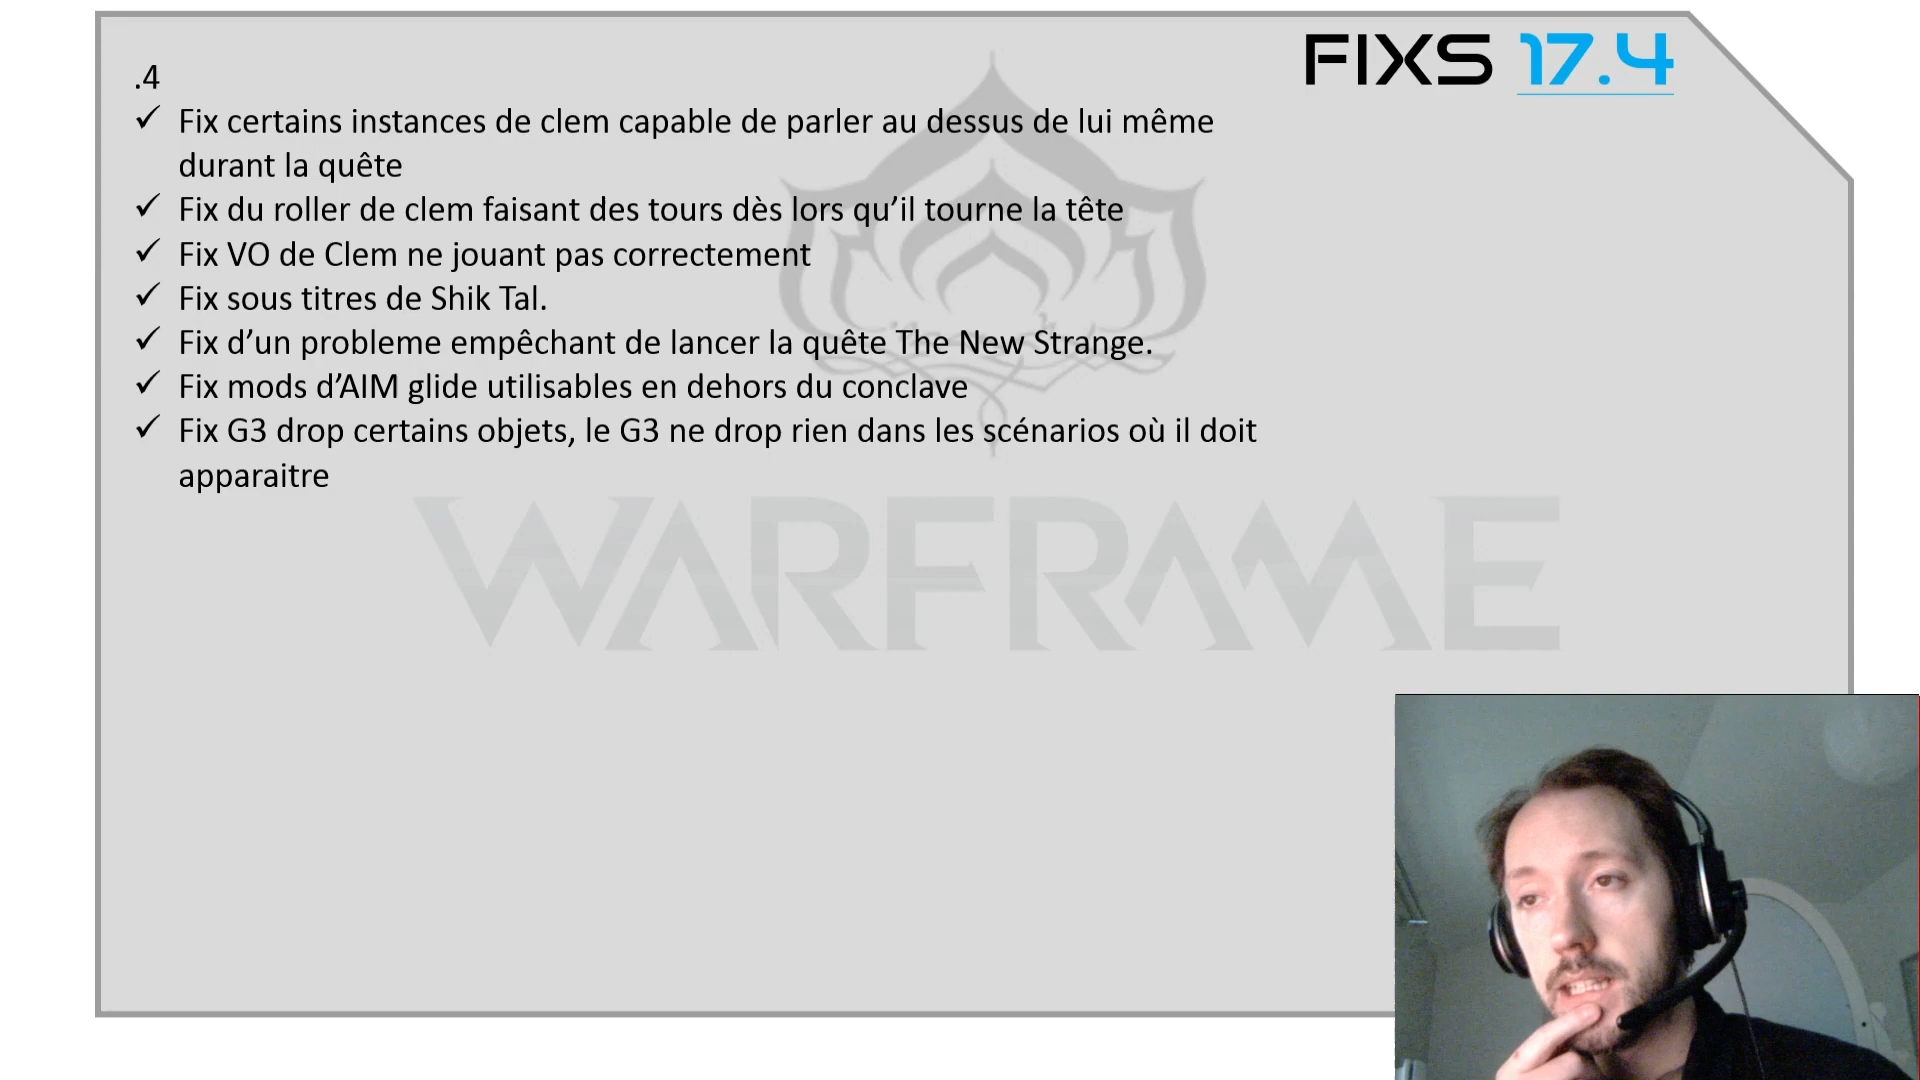 FIXS 17.4
.4
✓ Fix certains instances de clem capable de parler au dessus de lui même
durant la quête
✓ Fix du roller de clem faisant des tours dès lors qu’il tourne la tête
✓ Fix VO de Clem ne jouant pas correctement
✓ Fix sous titres de Shik Tal.
✓ Fix d’un probleme empêchant de lancer la quête The New Strange.
✓ Fix mods d’AIM glide utilisables en dehors du conclave
✓ Fix G3 drop certains objets, le G3 ne drop rien dans les scénarios où il doit
apparaitre
WARFRAME